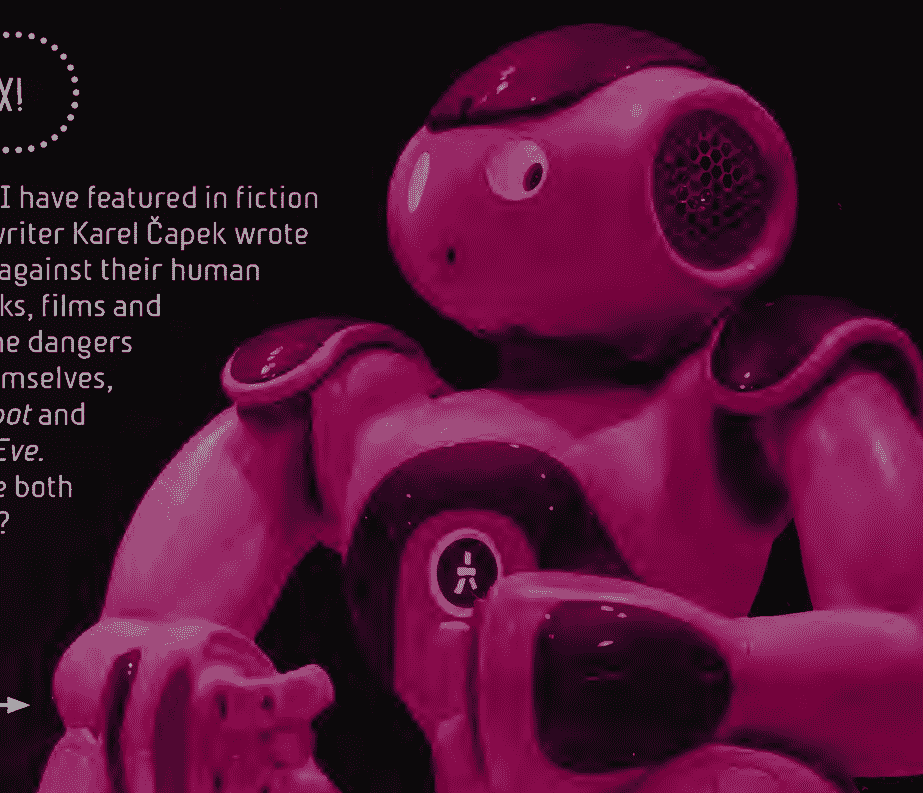 X!
I have featured in fiction
writer Karel Čapek wrote
against their human
ks, films and
he dangers
mselves,
bot and
Eve.
e both
?